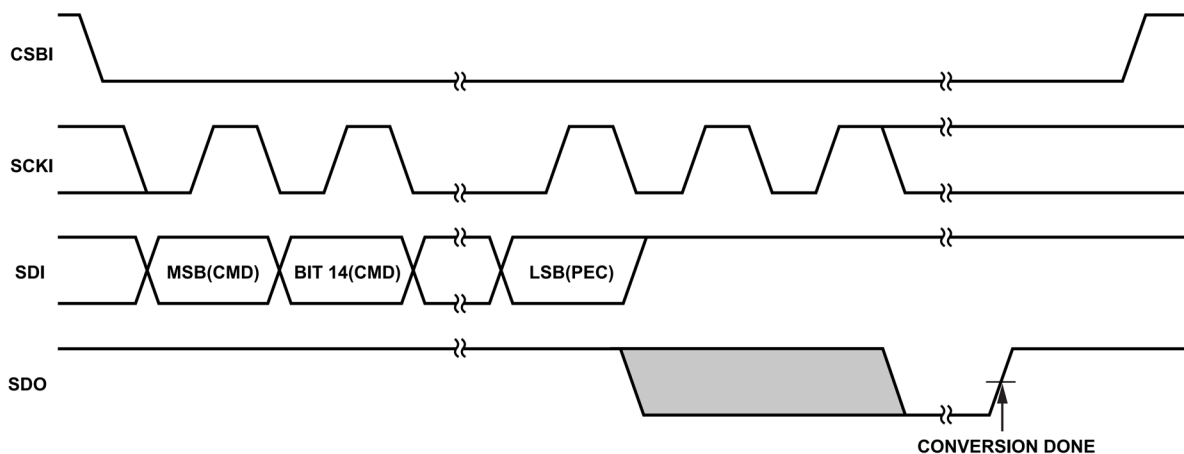 CSBI
SCKI
SDI
MSB(CMD)
BIT 14(CMD)
LSB(PEC)
SDO
CONVERSION DONE